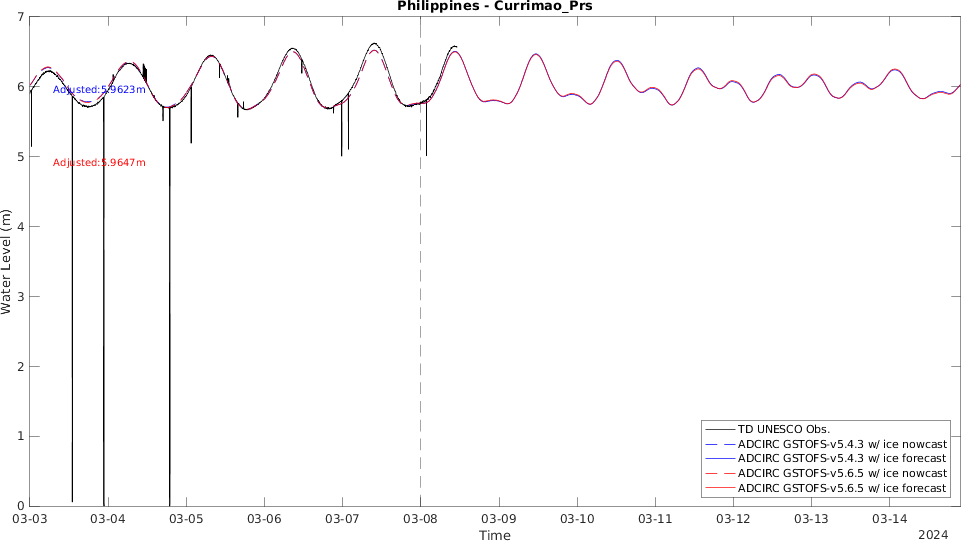 Philippines - Currimao_Prs
7
6
5
4
3
2
1
0
Water Level (m)
Adjusted:5.9623m
Adjusted:5.9647m
TD UNESCO Obs.
ADCIRC GSTOFS-v5.4.3 w/ ice nowcast
ADCIRC GSTOFS-v5.4.3 w/ ice forecast
ADCIRC GSTOFS-v5.6.5 w/ ice nowcast
ADCIRC GSTOFS-v5.6.5 w/ ice forecast
03-03 03-04 03-05 03-06 03-07 03-08 03-09 03-10 03-11 03-12 03-13 03-14
Time
2024